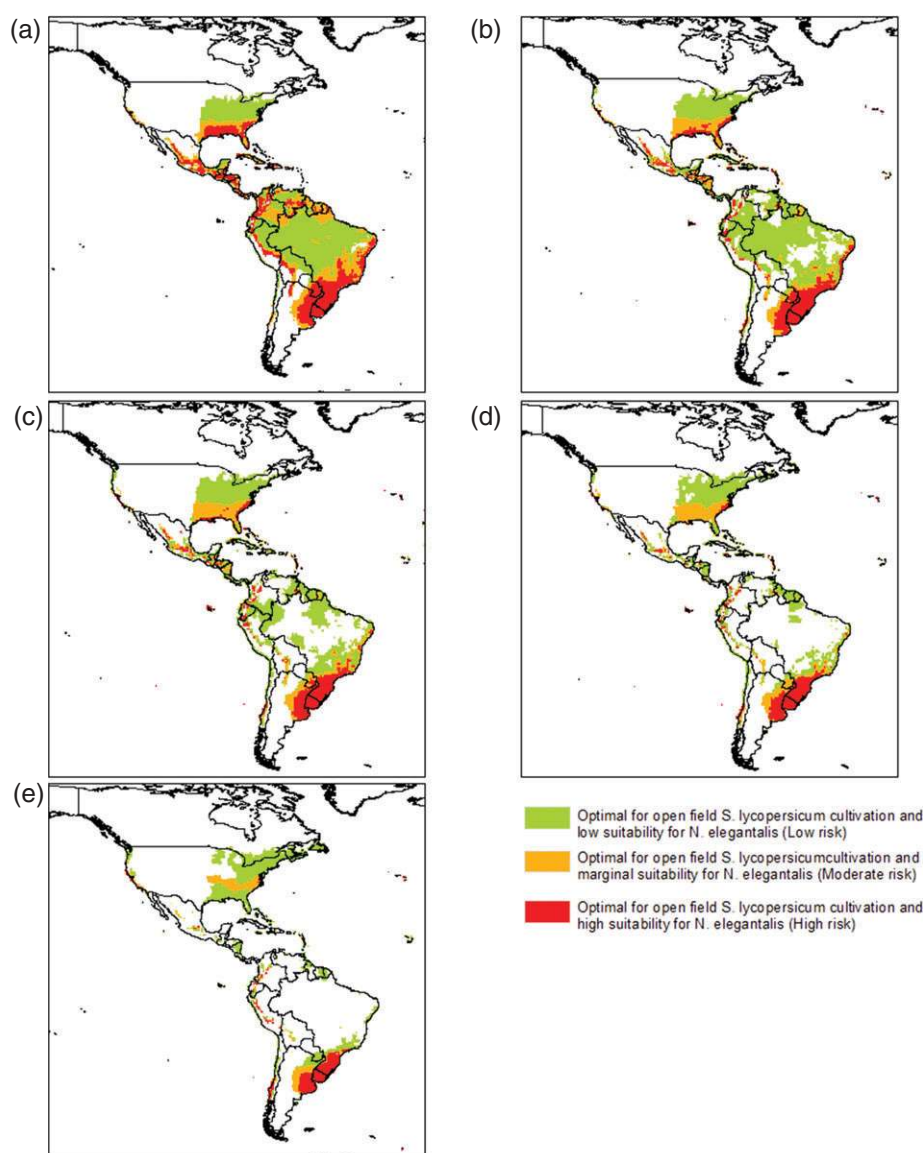 (a)
(b)
(c)
(d)
(e)
Optimal for open field S. lycopersicum cultivation and
low suitability for N. elegantalis (Low risk)
Optimal for open field S. lycopersicumcultivation and
marginal suitability for N. elegantalis (Moderate risk)
Optimal for open field S. lycopersicum cultivation and
high suitability for N. elegantalis (High risk)